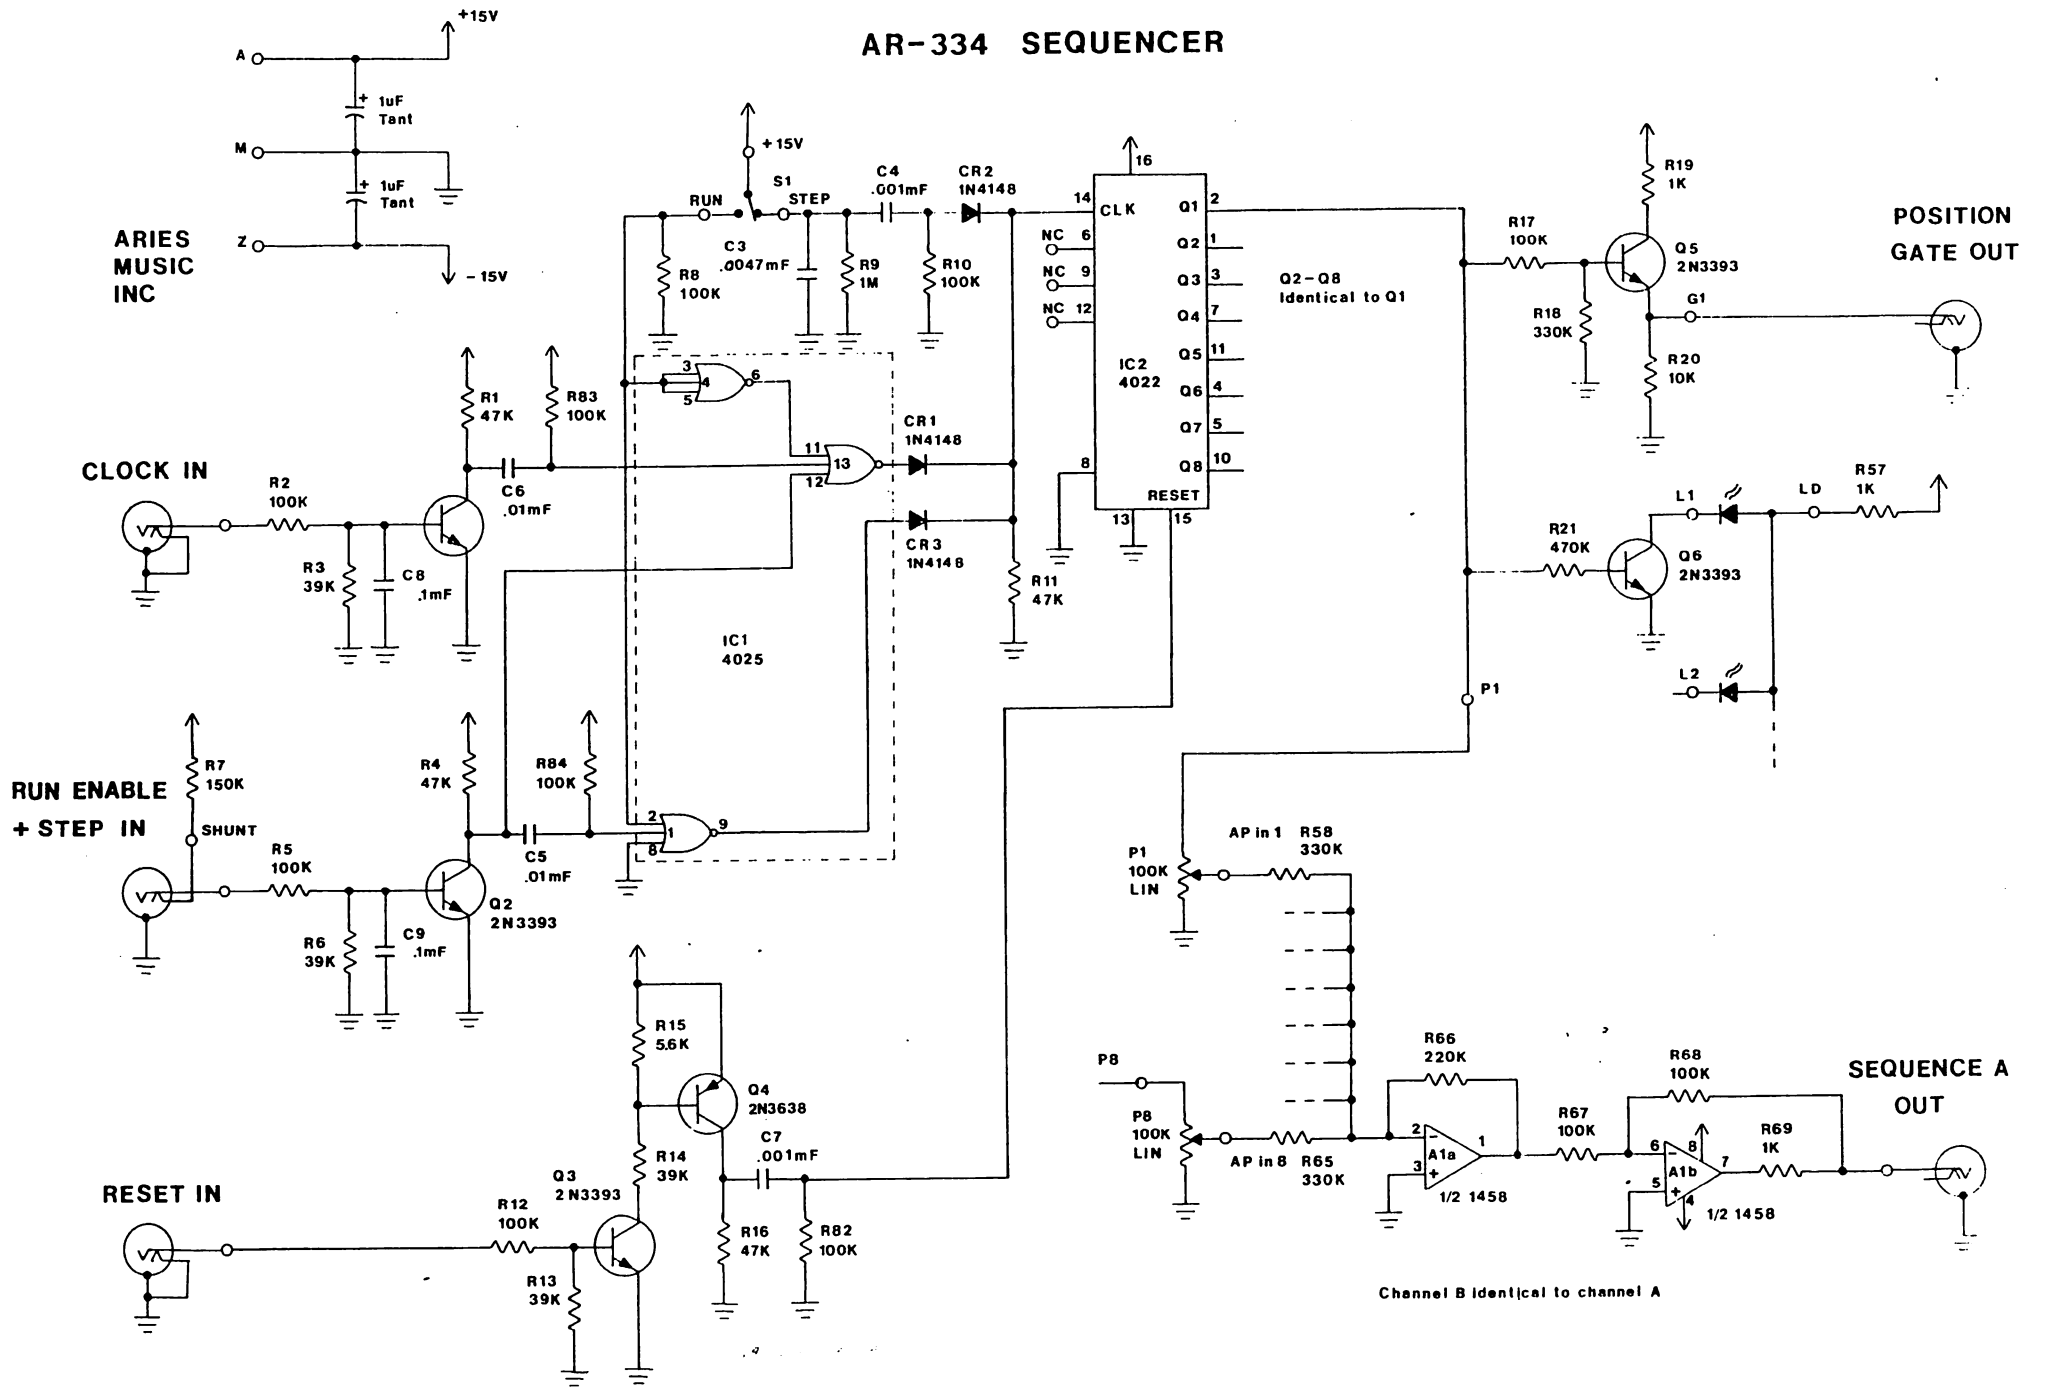 AR-334 SEQUENCER
+15V
A
+ 1uF
Tant
M
+ 1uF
Tant
Z
-15V
ARIES
MUSIC
INC
+15V
S1
RUN
STEP
C4
.001mF
CR2
1N4148
C3
.0047mF
R8
100K
R9
1M
R10
100K
16
14
CLK
NC 6
NC 9
NC 12
8
IC2
4022
Q1 2
Q2 1
Q3 3
Q4 7
Q5 11
Q6 4
Q7 5
Q8 10
RESET
13
15
Q2-Q8
Identical to Q1
R17
100K
R18
330K
R19
1K
Q5
2N3393
G1
R20
10K
POSITION
GATE OUT
R1
47K
R83
100K
3
4
5
6
11
13
12
CR1
1N4148
CR3
1N4148
R11
47K
IC1
4025
CLOCK IN
R2
100K
R3
39K
C8
.1mF
C6
.01mF
L1
LD
R57
1K
R21
470K
Q6
2N3393
L2
P1
RUN ENABLE
+ STEP IN
R7
150K
SHUNT
R5
100K
R6
39K
C9
.1mF
R4
47K
R84
100K
Q2
2N3393
C5
.01mF
2
1
8
9
AP in 1
R58
330K
P1
100K
LIN
P8
P8
100K
LIN
AP in 8
R65
330K
R66
220K
2
-
A1a
3
+
1
1/2 1458
R67
100K
R68
100K
6
-
8
A1b
5
+
4
7
1/2 1458
R69
1K
SEQUENCE A
OUT
R15
5.6K
Q4
2N3638
C7
.001mF
R14
39K
Q3
2N3393
R16
47K
R82
100K
RESET IN
R12
100K
R13
39K
Channel B identical to channel A